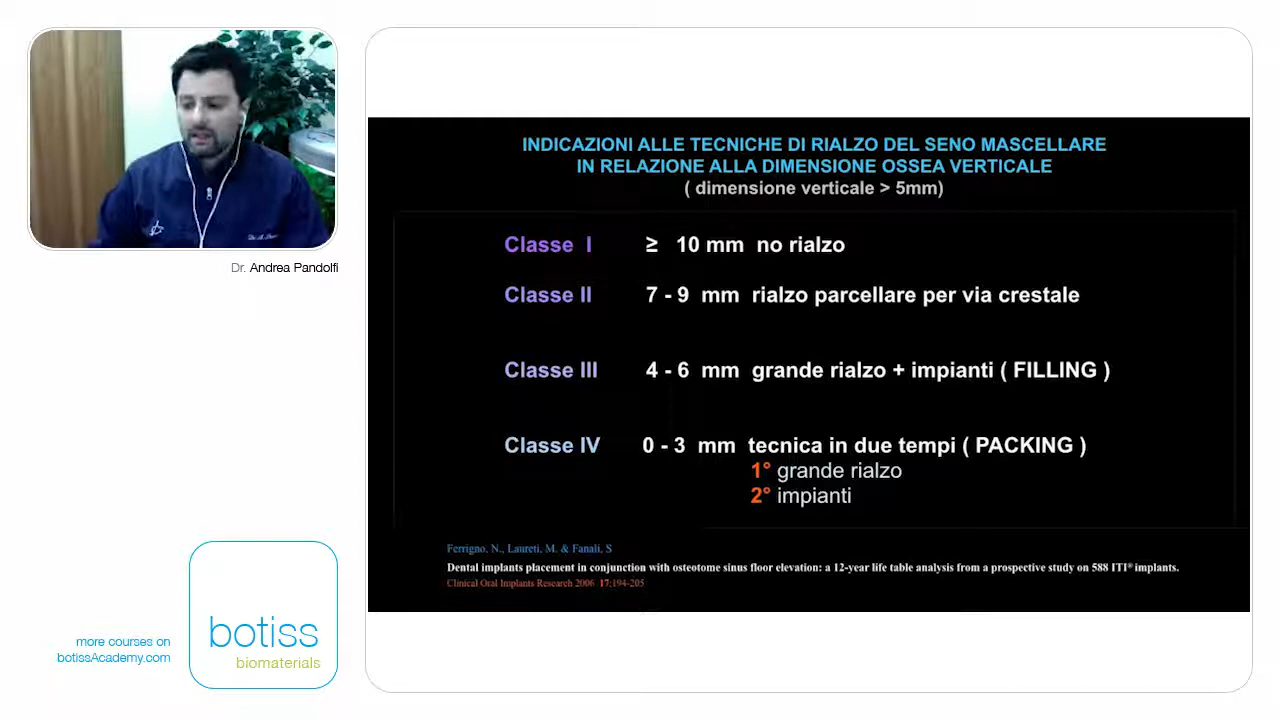 Dr. Andrea Pandolfi
INDICAZIONI ALLE TECNICHE DI RIALZO DEL SENO MASCELLARE
IN RELAZIONE ALLA DIMENSIONE OSSEA VERTICALE
( dimensione verticale > 5mm)
Classe I ≥ 10 mm no rialzo
Classe II 7 - 9 mm rialzo parcellare per via crestale
Classe III 4 - 6 mm grande rialzo + impianti ( FILLING )
Classe IV 0 - 3 mm tecnica in due tempi ( PACKING )
1° grande rialzo
2° impianti
Ferrigno, N., Laureti, M. & Fanali, S
Dental implants placement in conjunction with osteotome sinus floor elevation: a 12-year life table analysis from a prospective study on 588 ITI® implants.
Clinical Oral Implants Research 2006 17:194-205
more courses on
botissAcademy.com
botiss
biomaterials